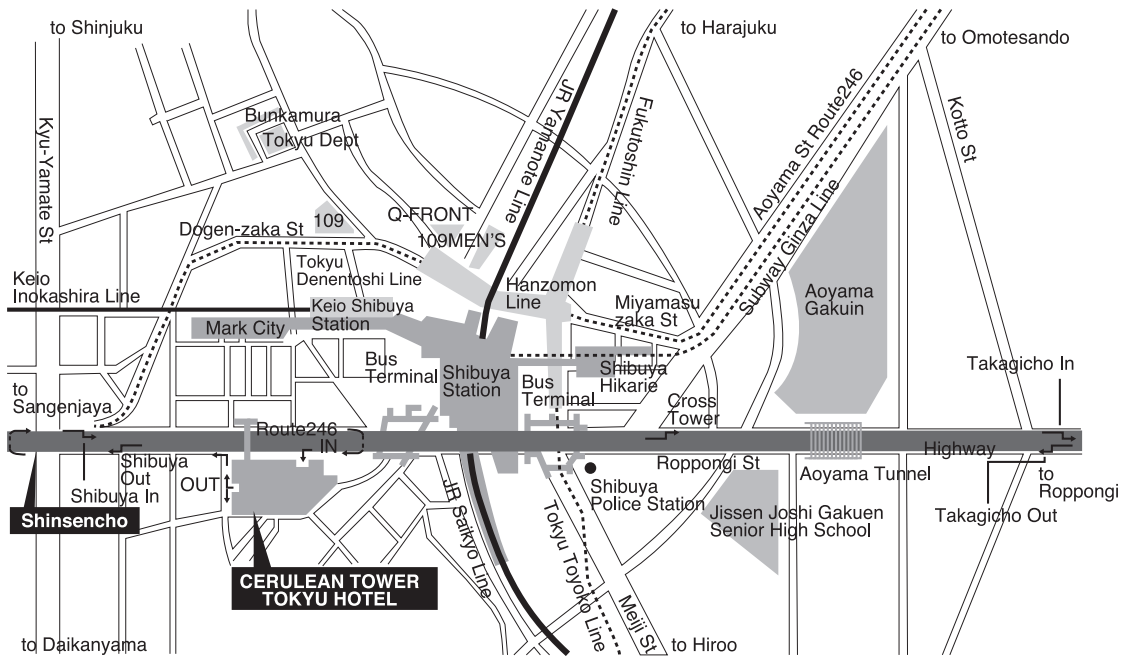 to Shinjuku
to Harajuku
to Omotesando
Kyu-Yamate St
Bunkamura
Tokyu Dept
JR Yamanote Line
Fukutoshin Line
Aoyama St Route246
Subway Ginza Line
Kotto St
109
Q-FRONT
109MEN'S
Dogen-zaka St
Tokyu
Denentoshi Line
Keio
Inokashira Line
Keio Shibuya
Station
Mark City
Hanzomon
Line
Miyamasu
zaka St
Aoyama
Gakuin
Bus
Terminal
Shibuya
Station
Bus
Terminal
Shibuya
Hikarie
Cross
Tower
Takagicho In
to
Sangenjaya
Route246
IN
Highway
Shibuya
Out
Shibuya In
OUT
Roppongi St
Aoyama Tunnel
to
Roppongi
Shibuya
Police Station
Takagicho Out
Shinsencho
Jissen Joshi Gakuen
Senior High School
JR Saikyo Line
Tokyu Toyoko Line
Meiji St
CERULEAN TOWER
TOKYU HOTEL
to Daikanyama
to Hiroo